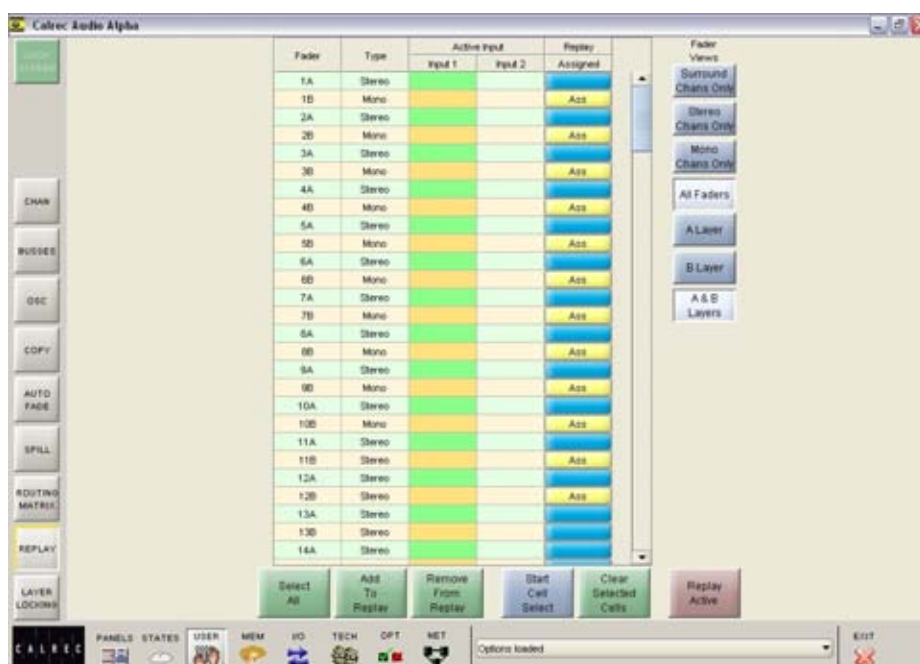 Calrec Audio Alpha
Fader Type Active Input Replay
Input 1 Input 2 Assigned
1A Stereo
1B Mono Ass
2A Stereo
2B Mono Ass
3A Stereo
3B Mono Ass
4A Stereo
4B Mono Ass
5A Stereo
5B Mono Ass
6A Stereo
6B Mono Ass
7A Stereo
7B Mono Ass
8A Stereo
8B Mono Ass
9A Stereo
9B Mono Ass
10A Stereo
10B Mono Ass
11A Stereo
11B Stereo Ass
12A Stereo
12B Stereo Ass
13A Stereo
13B Stereo
14A Stereo
Fader
Views
Surround
Chans Only
Stereo
Chans Only
Mono
Chans Only
All Faders
A Layer
B Layer
A & B
Layers
CHAN
BUSSES
OSC
COPY
AUTO
FADE
SPILL
ROUTING
MATRIX
REPLAY
LAYER
LOCKING
Select
All
Add
To
Replay
Remove
From
Replay
Start
Cell
Select
Clear
Selected
Cells
Replay
Active
CALREC
PANELS STATES USER MEM I/O TECH OPT NET
Options loaded
EXIT